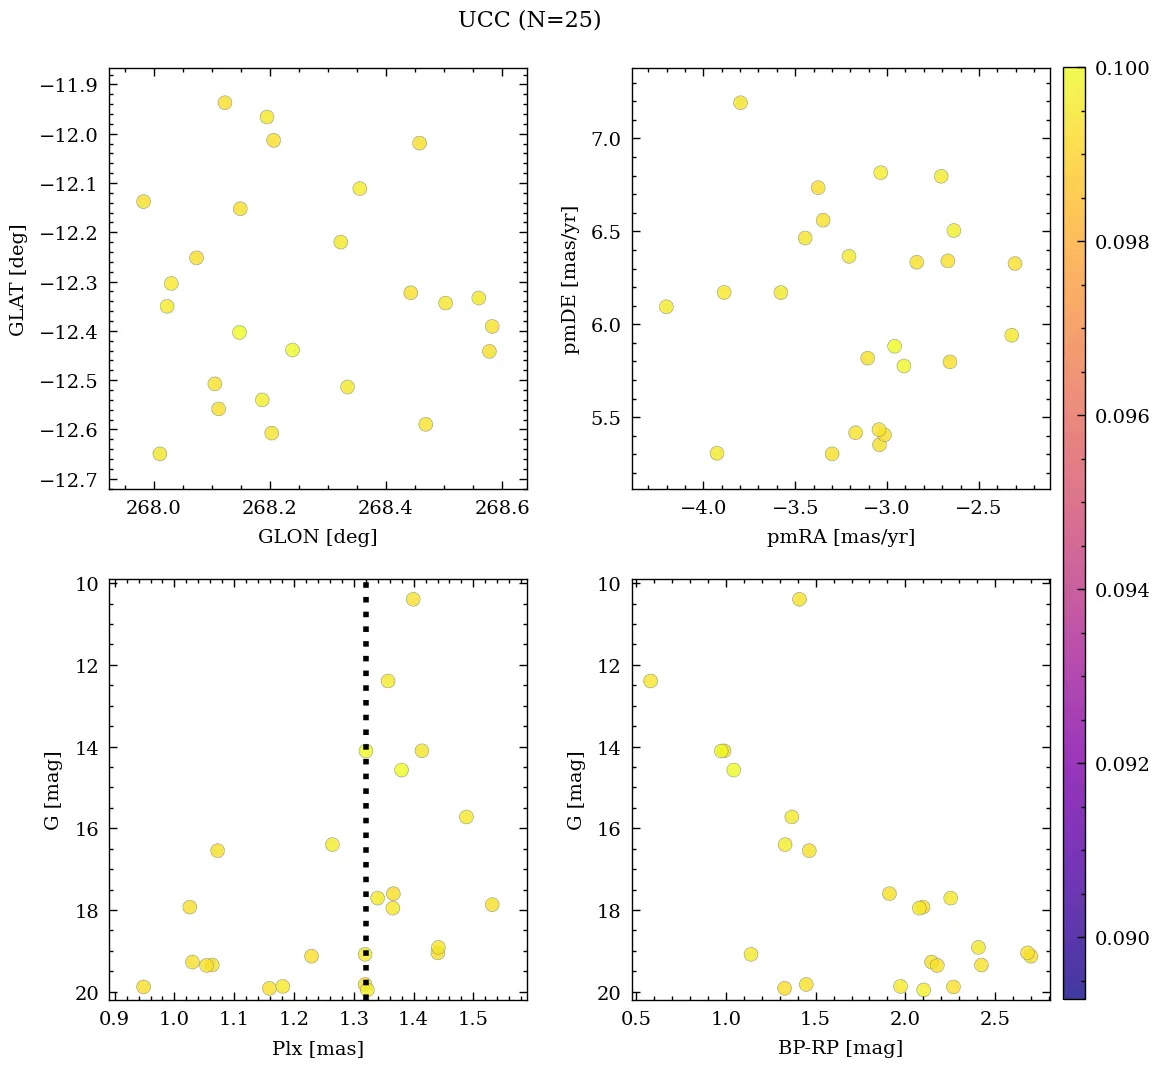 UCC (N=25)
−11.9
−12.0
−12.1
−12.2
−12.3
−12.4
−12.5
−12.6
−12.7
GLAT [deg]
268.0 268.2 268.4 268.6
GLON [deg]
7.0
6.5
6.0
5.5
pmDE [mas/yr]
−4.0 −3.5 −3.0 −2.5
pmRA [mas/yr]
10
12
14
16
18
20
G [mag]
0.9 1.0 1.1 1.2 1.3 1.4 1.5
Plx [mas]
10
12
14
16
18
20
G [mag]
0.5 1.0 1.5 2.0 2.5
BP-RP [mag]
0.100
0.098
0.096
0.094
0.092
0.090